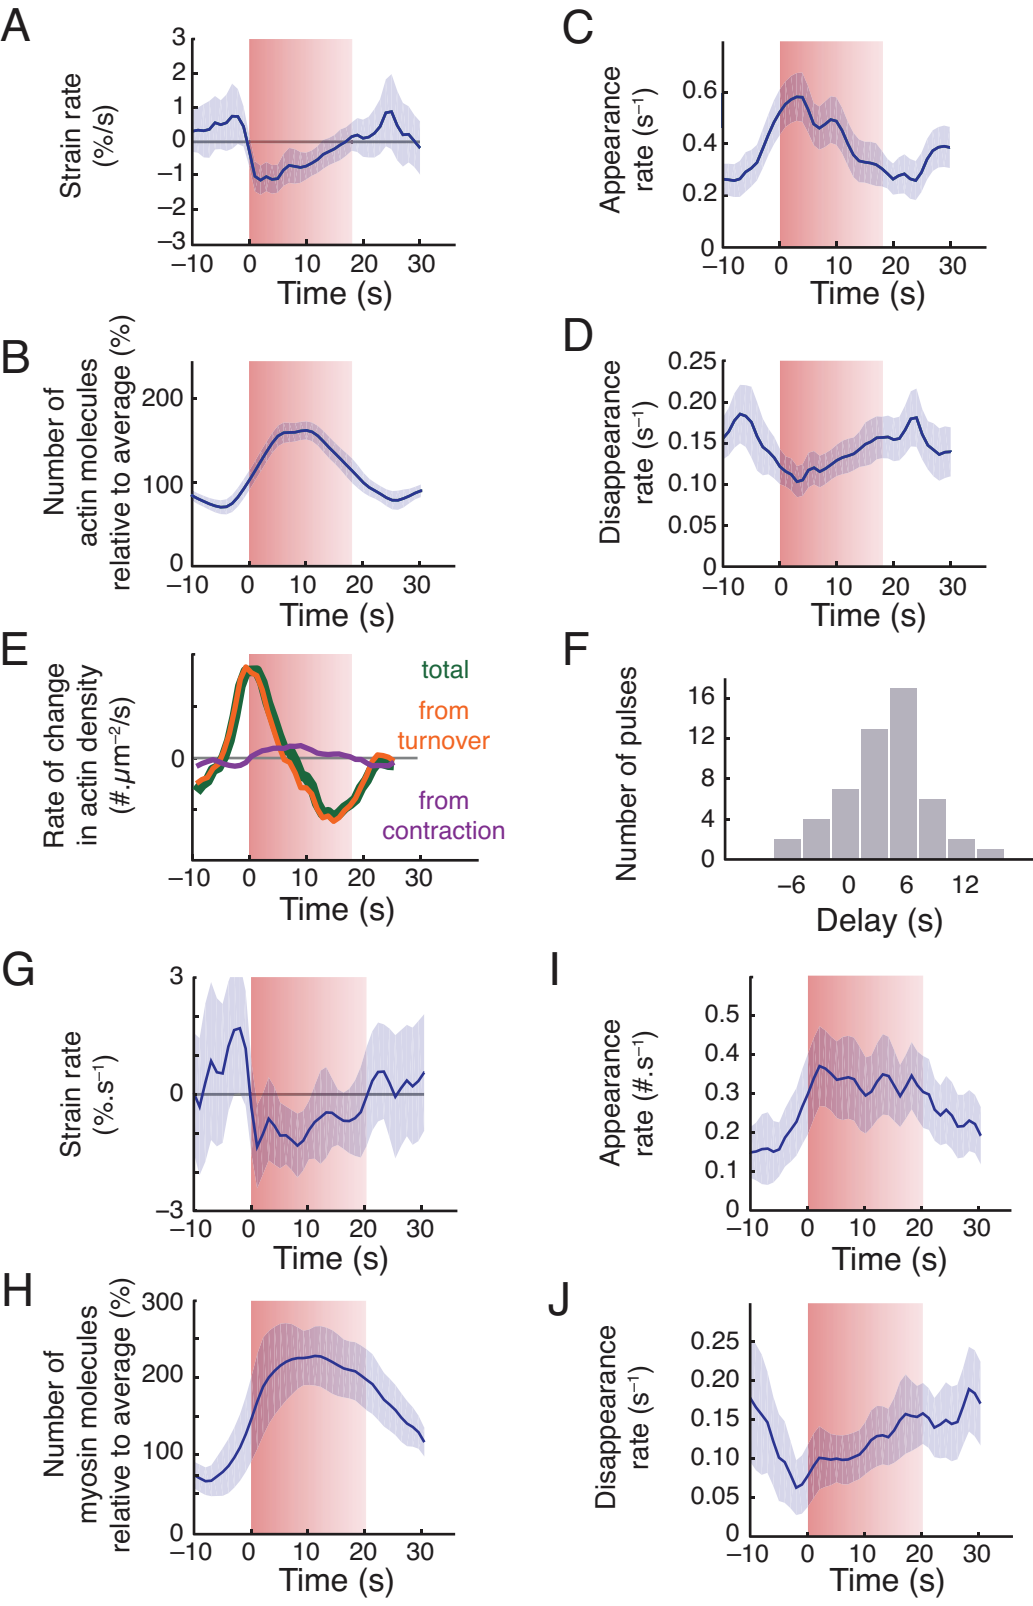 A
3
2
1
0
–1
–2
–3
Strain rate
(%/s)
–10 0 10 20 30
Time (s)
C
0.6
0.4
0.2
0
Appearance
rate (s⁻¹)
–10 0 10 20 30
Time (s)
B
200
100
0
Number of
actin molecules
relative to average (%)
–10 0 10 20 30
Time (s)
D
0.25
0.20
0.15
0.10
0.05
0
Disappearance
rate (s⁻¹)
–10 0 10 20 30
Time (s)
E
0
Rate of change
in actin density
(#.µm⁻²/s)
total
from
turnover
from
contraction
–10 0 10 20 30
Time (s)
F
16
12
8
4
0
Number of pulses
–6 0 6 12
Delay (s)
G
3
0
–3
Strain rate
(%.s⁻¹)
–10 0 10 20 30
Time (s)
I
0.5
0.4
0.3
0.2
0.1
0
Appearance
rate (#.s⁻¹)
–10 0 10 20 30
Time (s)
H
300
200
100
0
Number of
myosin molecules
relative to average (%)
–10 0 10 20 30
Time (s)
J
0.25
0.20
0.15
0.10
0.05
0
Disappearance
rate (s⁻¹)
–10 0 10 20 30
Time (s)